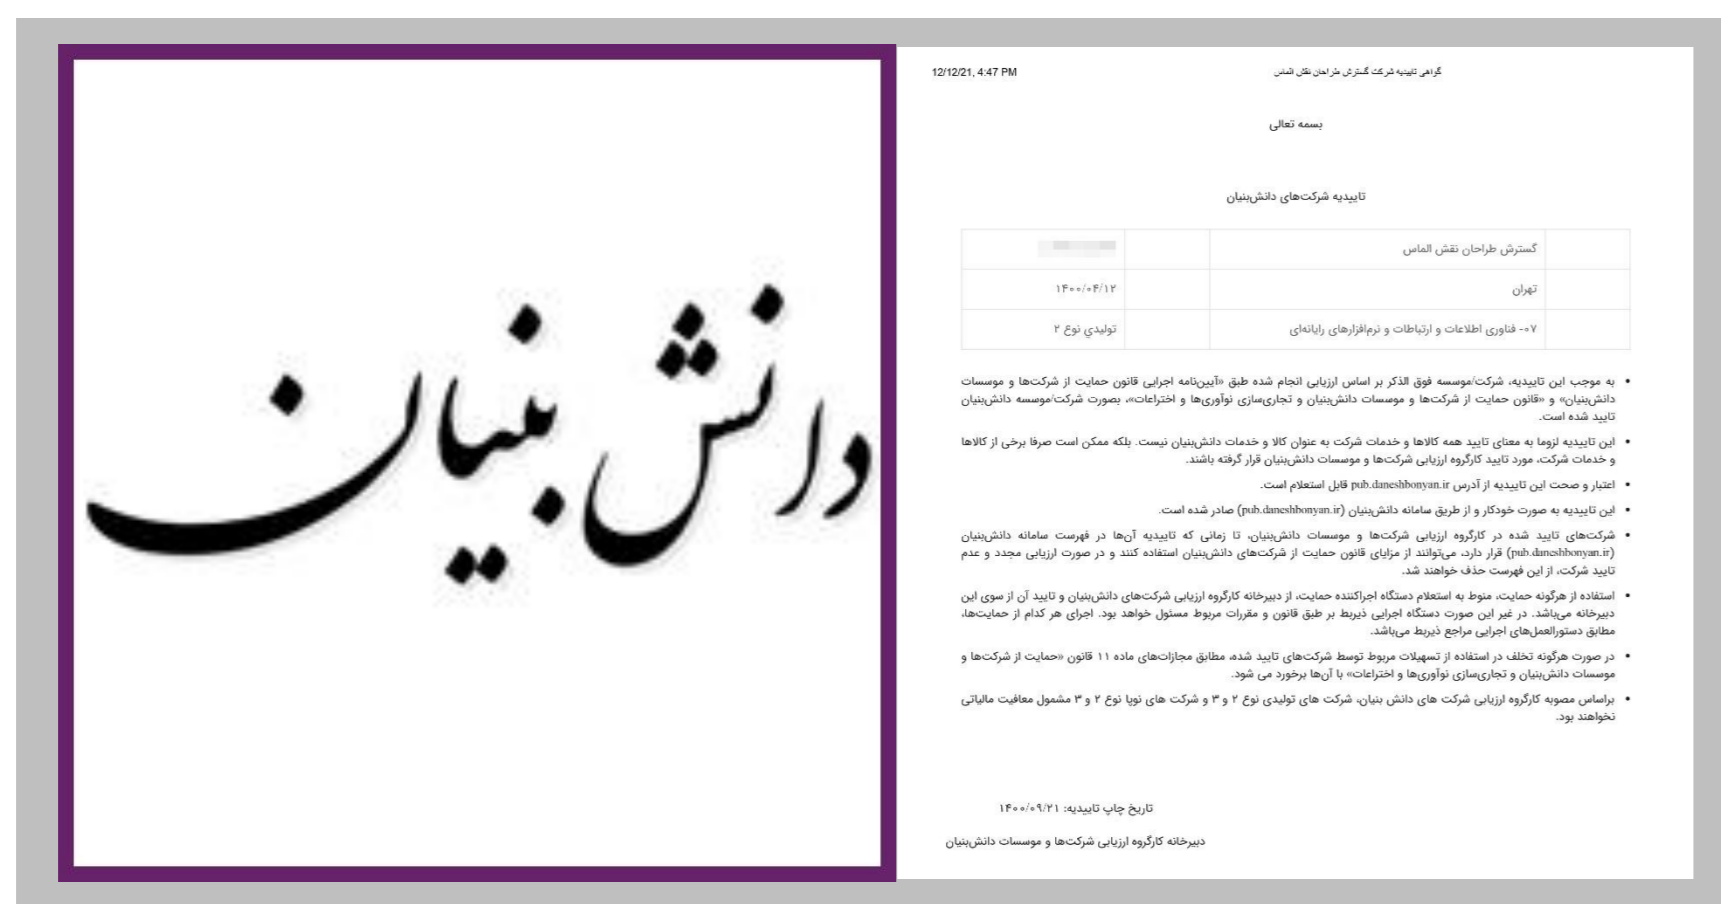 دانش بنیان
12/12/21, 4:47 PM
گواهی تاییدیه شرکت گسترش طراحان نقش الماس
بسمه تعالی
تاییدیه شرکت‌های دانش‌بنیان
گسترش طراحان نقش الماس
تهران ۱۴۰۰/۰۴/۱۲
۰۷- فناوری اطلاعات و ارتباطات و نرم‌افزارهای رایانه‌ای تولیدي نوع ۲
• به موجب این تاییدیه، شرکت/موسسه فوق الذکر بر اساس ارزیابی انجام شده طبق «آیین‌نامه اجرایی قانون حمایت از شرکت‌ها و موسسات
دانش‌بنیان» و «قانون حمایت از شرکت‌ها و موسسات دانش‌بنیان و تجاری‌سازی نوآوری‌ها و اختراعات»، بصورت شرکت/موسسه دانش‌بنیان
تایید شده است.
• این تاییدیه لزوما به معنای تایید همه کالاها و خدمات شرکت به عنوان کالا و خدمات دانش‌بنیان نیست. بلکه ممکن است صرفا برخی از کالاها
و خدمات شرکت، مورد تایید کارگروه ارزیابی شرکت‌ها و موسسات دانش‌بنیان قرار گرفته باشند.
• اعتبار و صحت این تاییدیه از آدرس pub.daneshbonyan.ir قابل استعلام است.
• این تاییدیه به صورت خودکار و از طریق سامانه دانش‌بنیان (pub.daneshbonyan.ir) صادر شده است.
• شرکت‌های تایید شده در کارگروه ارزیابی شرکت‌ها و موسسات دانش‌بنیان، تا زمانی که تاییدیه آن‌ها در فهرست سامانه دانش‌بنیان
(pub.daneshbonyan.ir) قرار دارد، می‌توانند از مزایای قانون حمایت از شرکت‌های دانش‌بنیان استفاده کنند و در صورت ارزیابی مجدد و عدم
تایید شرکت، از این فهرست حذف خواهند شد.
• استفاده از هرگونه حمایت، منوط به استعلام دستگاه اجراکننده حمایت، از دبیرخانه کارگروه ارزیابی شرکت‌های دانش‌بنیان و تایید آن از سوی این
دبیرخانه می‌باشد. در غیر این صورت دستگاه اجرایی ذیربط بر طبق قانون و مقررات مربوط مسئول خواهد بود. اجرای هر کدام از حمایت‌ها،
مطابق دستورالعمل‌های اجرایی مراجع ذیربط می‌باشد.
• در صورت هرگونه تخلف در استفاده از تسهیلات مربوط توسط شرکت‌های تایید شده، مطابق مجازات‌های ماده ۱۱ قانون «حمایت از شرکت‌ها و
موسسات دانش‌بنیان و تجاری‌سازی نوآوری‌ها و اختراعات» با آن‌ها برخورد می شود.
• براساس مصوبه کارگروه ارزیابی شرکت های دانش بنیان، شرکت های تولیدی نوع ۲ و ۳ و شرکت های نوپا نوع ۲ و ۳ مشمول معافیت مالیاتی
نخواهند بود.
تاریخ چاپ تاییدیه: ۱۴۰۰/۰۹/۲۱
دبیرخانه کارگروه ارزیابی شرکت‌ها و موسسات دانش‌بنیان